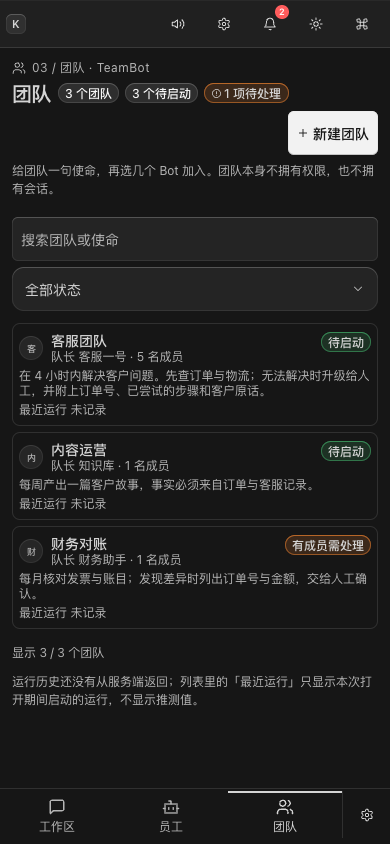 K
2
03 / 团队 · TeamBot
团队 3 个团队 3 个待启动 1 项待处理
+ 新建团队
给团队一句使命，再选几个 Bot 加入。团队本身不拥有权限，也不拥
有会话。
搜索团队或使命
全部状态
客 客服团队 待启动
队长 客服一号 · 5 名成员
在 4 小时内解决客户问题。先查订单与物流；无法解决时升级给人
工，并附上订单号、已尝试的步骤和客户原话。
最近运行 未记录
内 内容运营 待启动
队长 知识库 · 1 名成员
每周产出一篇客户故事，事实必须来自订单与客服记录。
最近运行 未记录
财 财务对账 有成员需处理
队长 财务助手 · 1 名成员
每月核对发票与账目；发现差异时列出订单号与金额，交给人工确
认。
最近运行 未记录
显示 3 / 3 个团队
运行历史还没有从服务端返回；列表里的「最近运行」只显示本次打
开期间启动的运行，不显示推测值。
工作区 员工 团队